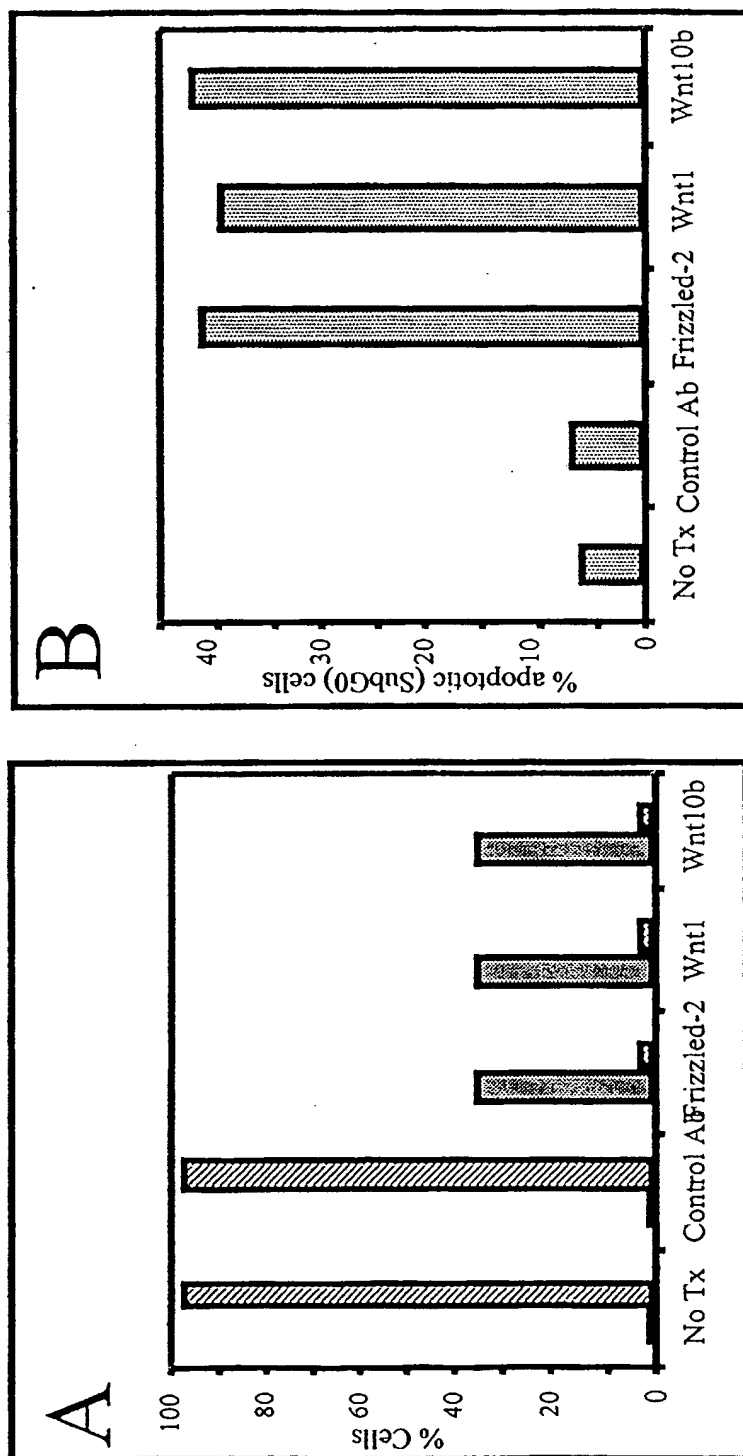 A
100
80
60
40
20
0
% Cells
No Tx Control Ab Frizzled-2 Wnt1 Wnt10b
B
40
30
20
10
0
% apoptotic (SubG0) cells
No Tx Control Ab Frizzled-2 Wnt1 Wnt10b